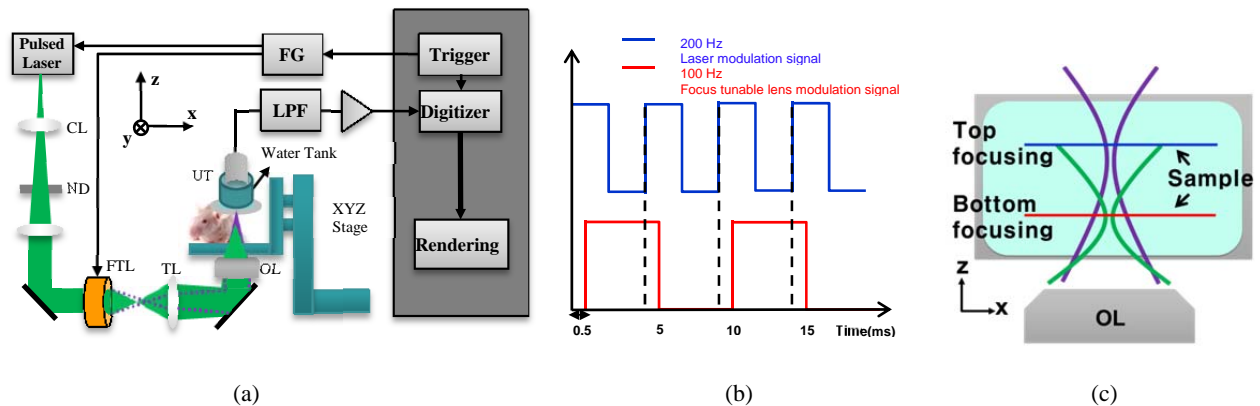 Pulsed
Laser
FG
Trigger
z
x
y
CL
LPF
Digitizer
Water Tank
UT
ND
XYZ
Stage
Rendering
FTL
TL
OL
(a)
200 Hz
Laser modulation signal
100 Hz
Focus tunable lens modulation signal
0.5
5
10
15
Time(ms)
(b)
Top
focusing
Sample
Bottom
focusing
z
x
OL
(c)